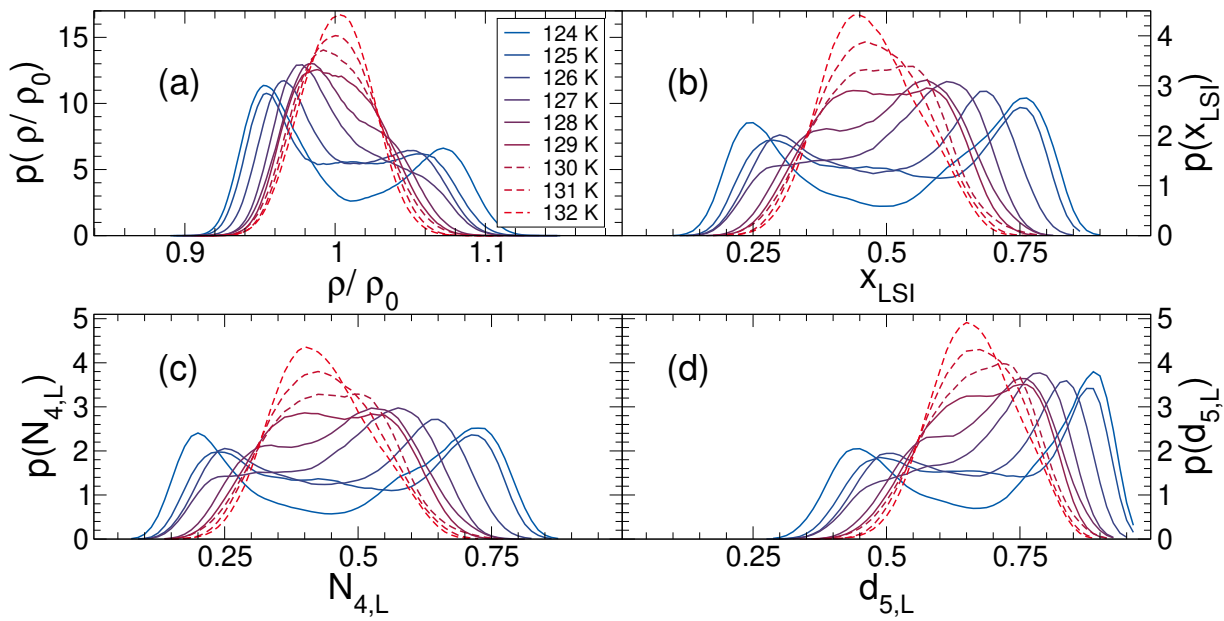 (a)
p( ρ/ ρ0)
15
10
5
0
0.9 1 1.1
ρ/ ρ0
124 K
125 K
126 K
127 K
128 K
129 K
130 K
131 K
132 K
(b)
p(xLSI)
4
3
2
1
0
0.25 0.50 0.75
xLSI
(c)
p(N4,L)
5
4
3
2
1
0
0.25 0.50 0.75
N4,L
(d)
p(d5,L)
5
4
3
2
1
0
0.25 0.50 0.75
d5,L